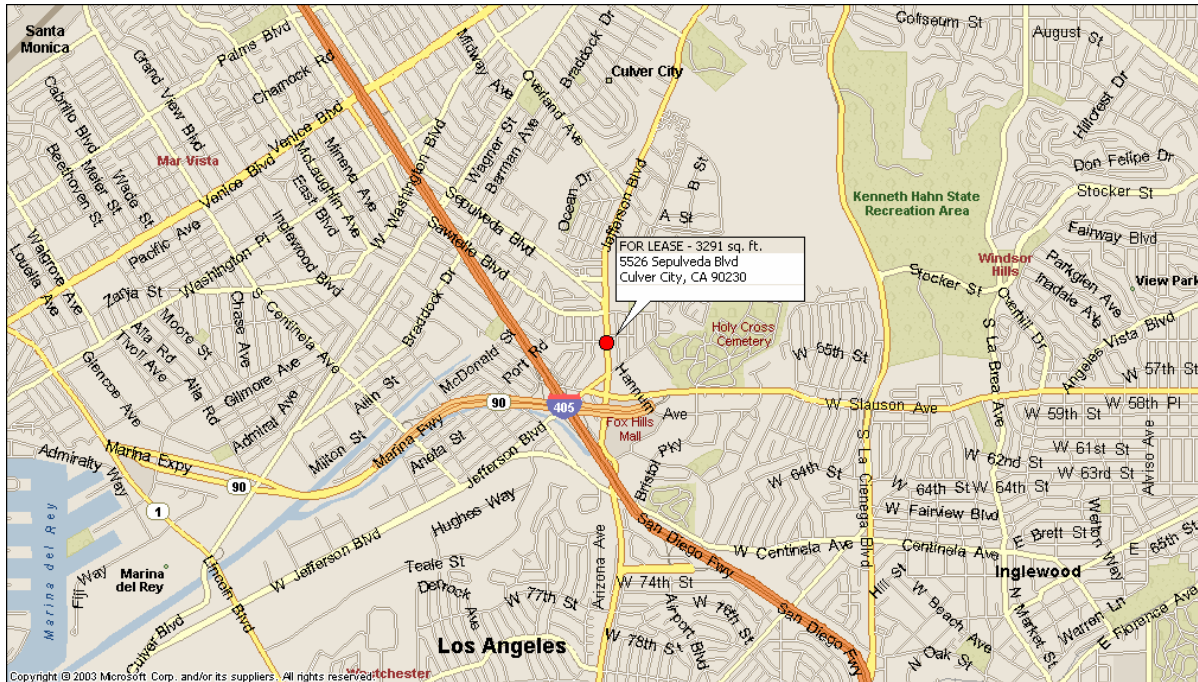 Santa
Monica
Palms Blvd
Grand View Blvd
Charnock Rd
Cabrillo Blvd
Beethoven St
Meier St
Wade St
Mar Vista
Venice Blvd
Venice Blvd
McLaughlin Ave
Minerva Ave
East Blvd
Inglewood Blvd
W Washington Blvd
Midway Ave
Overland Ave
Braddock Dr
Culver City
Wagner St
Barman Ave
Ocean Dr
Sepulveda Blvd
Sawtelle Blvd
Jefferson Blvd
B St
A St
Coliseum St
August St
Hillcrest Dr
Don Felipe Dr
Stocker St
Kenneth Hahn State
Recreation Area
Fairway Blvd
Windsor
Hills
Parkglen Ave
Inadale Ave
View Park
Stocker St
Overhill Dr
S La Brea Ave
Angeles Vista Blvd
FOR LEASE - 3291 sq. ft.
5526 Sepulveda Blvd
Culver City, CA 90230
Walgrove Ave
Louella Ave
Pacific Ave
Washington Pl
Zanja St
Moore St
Alla Rd
Tivoli Ave
Chase Ave
S Centinela Ave
Braddock Dr
Glencoe Ave
Alla Rd
Gilmore Ave
Admiral Ave
Allin St
McDonald St
Port Rd
Milton St
Holy Cross
Cemetery
W 65th St
Hannum Ave
W Slauson Ave
W 57th St
W 58th Pl
W 59th St
W 61st St
W 62nd St
W 63rd St
W 64th St
W 64th St
W 64th St
Alviso Ave
90
405
Fox Hills
Mall
Marina Fwy
Aneta St
Jefferson Blvd
Bristol Pky
Marina Expy
Admiralty Way
90
1
Hughes Way
W Fairview Blvd
S La Cienega Blvd
E Brett St
Welton Way
E 65th St
Marina del Rey
Marina
del Rey
Fiji Way
Lincoln Blvd
W Jefferson Blvd
Culver Blvd
Teale St
W 77th St
Arizona Ave
San Diego Fwy
W Centinela Ave
Centinela Ave
W 74th St
W 76th St
Airport Blvd
W 78th St
San Diego Fwy
Hill St
W Beach Ave
N Oak St
Inglewood
N Market St
Warren Ln
E Florence Ave
Los Angeles
Westchester
Copyright © 2003 Microsoft Corp. and/or its suppliers. All rights reserved.